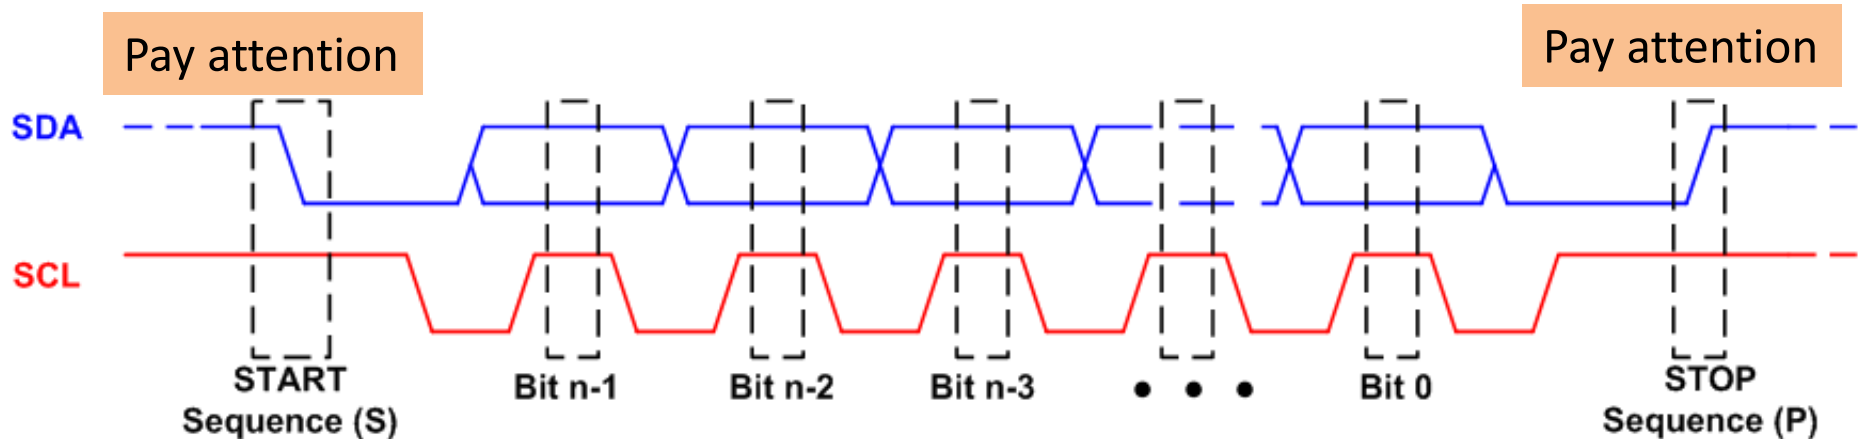 Pay attention
Pay attention
SDA
SCL
START
Sequence (S)
Bit n-1
Bit n-2
Bit n-3
• • •
Bit 0
STOP
Sequence (P)